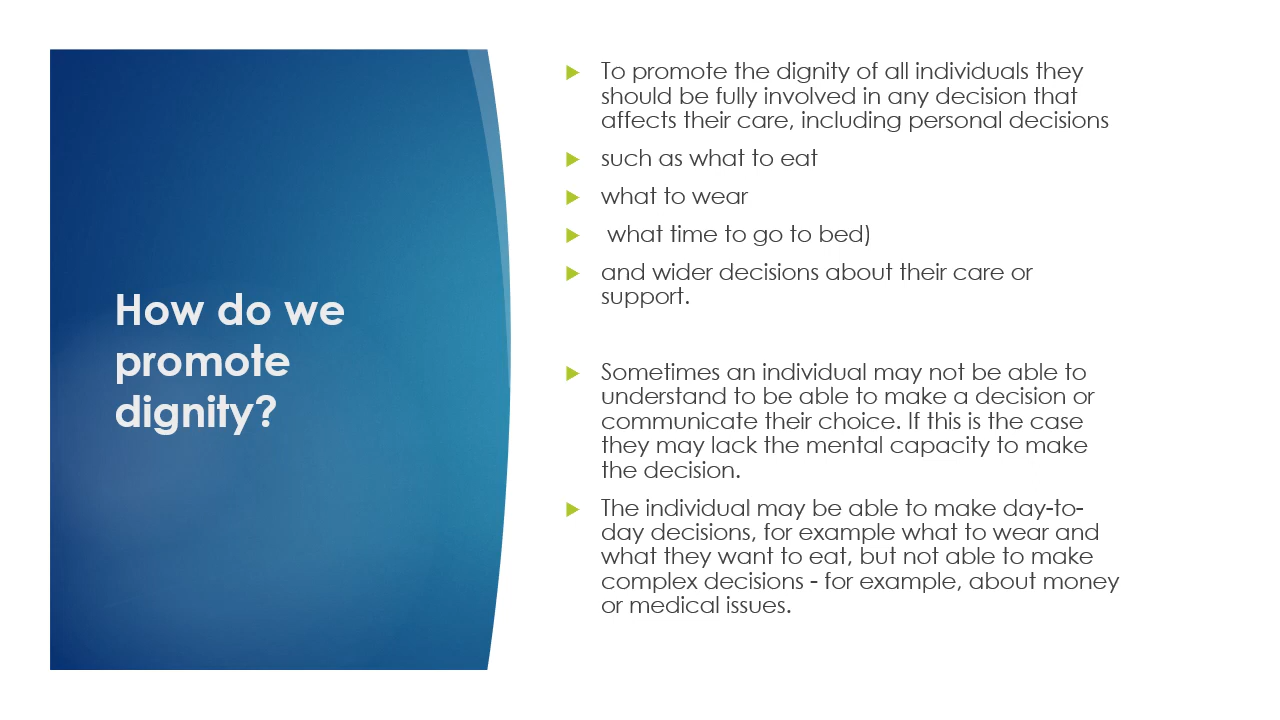 How do we
promote
dignity?
To promote the dignity of all individuals they
should be fully involved in any decision that
affects their care, including personal decisions
such as what to eat
what to wear
what time to go to bed)
and wider decisions about their care or
support.
Sometimes an individual may not be able to
understand to be able to make a decision or
communicate their choice. If this is the case
they may lack the mental capacity to make
the decision.
The individual may be able to make day-to-
day decisions, for example what to wear and
what they want to eat, but not able to make
complex decisions - for example, about money
or medical issues.